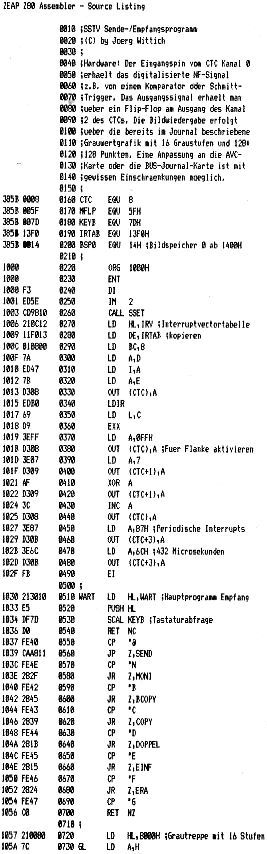 ZEAP Z80 Assembler - Source Listing
0010 ;SSTV Sende-/Empfangsprogramm
0020 ;(C) by Joerg Wittich
0030 ;
0040 ;Hardware: Der Eingangspin vom CTC Kanal 0
0050 ;erhaelt das digitalisierte NF-Signal
0060 ;z.B. von einem Komparator oder Schmitt-
0070 ;Trigger. Das Ausgangssignal erhaelt man
0080 ;ueber ein Flip-Flop am Ausgang des Kanal
0090 ;2 des CTCs. Die Bildwiedergabe erfolgt
0100 ;ueber die bereits im Journal beschriebene
0110 ;Grauwertgrafik mit 16 Graustufen und 128*
0120 ;128 Punkten. Eine Anpassung an die AVC-
0130 ;Karte oder die BUS-Journal-Karte ist mit
0140 ;gewissen Einschraenkungen moeglich.
0150 ;
385B 0008 0160 CTC EQU 8
385B 005F 0170 MFLP EQU 5FH
385B 007D 0180 KEYB EQU 7DH
385B 13F0 0190 IRTAB EQU 13F0H
385B 0014 0200 BSP0 EQU 14H ;Bildspeicher 0 ab 1400H
0210 ;
1000 0220 ORG 1000H
1000 0230 ENT
1000 F3 0240 DI
1001 ED5E 0250 IM 2
1003 CD9B10 0260 CALL SSET
1006 210C12 0270 LD HL,IRV ;Interruptvectortabelle
1009 11F013 0280 LD DE,IRTAB ;kopieren
100C 010800 0290 LD BC,8
100F 7A 0300 LD A,D
1010 ED47 0310 LD I,A
1012 7B 0320 LD A,E
1013 D308 0330 OUT (CTC),A
1015 EDB0 0340 LDIR
1017 69 0350 LD L,C
1018 D9 0360 EXX
1019 3EFF 0370 LD A,0FFH
101B D308 0380 OUT (CTC),A ;Fuer Flanke aktivieren
101D 3E07 0390 LD A,7
101F D309 0400 OUT (CTC+1),A
1021 AF 0410 XOR A
1022 D309 0420 OUT (CTC+1),A
1024 3C 0430 INC A
1025 D308 0440 OUT (CTC),A
1027 3EB7 0450 LD A,B7H ;Periodische Interrupts
1029 D30B 0460 OUT (CTC+3),A
102B 3E6C 0470 LD A,6CH ;432 Microsekunden
102D D30B 0480 OUT (CTC+3),A
102F FB 0490 EI
0500 ;
1030 213010 0510 WART LD HL,WART ;Hauptprogramm Empfang
1033 E5 0520 PUSH HL
1034 DF7D 0530 SCAL KEYB ;Tastaturabfrage
1036 D0 0540 RET NC
1037 FE40 0550 CP "@
1039 CAA811 0560 JP Z,SEND
103C FE4E 0570 CP "N
103E 282F 0580 JR Z,MONI
1040 FE42 0590 CP "B
1042 2845 0600 JR Z,BCOPY
1044 FE43 0610 CP "C
1046 2839 0620 JR Z,COPY
1048 FE44 0630 CP "D
104A 281B 0640 JR Z,DOPPEL
104C FE45 0650 CP "E
104E 2815 0660 JR Z,EINF
1050 FE46 0670 CP "F
1052 2824 0680 JR Z,ERA
1054 FE47 0690 CP "G
1056 C0 0700 RET NZ
0710 ;
1057 210080 0720 LD HL,8000H ;Grautreppe mit 16 Stufen
105A 7C 0730 GL LD A,H